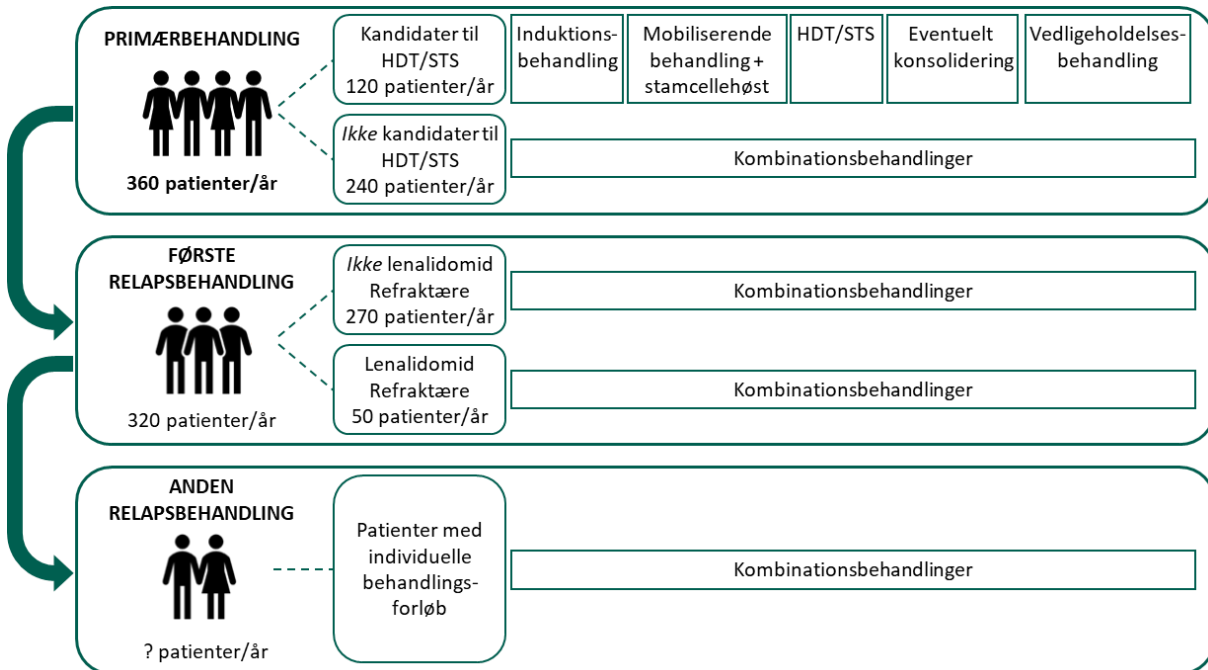 PRIMÆRBEHANDLING
360 patienter/år
Kandidater til
HDT/STS
120 patienter/år
Induktions-
behandling
Mobiliserende
behandling +
stamcellehøst
HDT/STS
Eventuelt
konsolidering
Vedligeholdelses-
behandling
Ikke kandidater til
HDT/STS
240 patienter/år
Kombinationsbehandlinger
FØRSTE
RELAPSBEHANDLING
320 patienter/år
Ikke lenalidomid
Refraktære
270 patienter/år
Kombinationsbehandlinger
Lenalidomid
Refraktære
50 patienter/år
Kombinationsbehandlinger
ANDEN
RELAPSBEHANDLING
? patienter/år
Patienter med
individuelle
behandlings-
forløb
Kombinationsbehandlinger